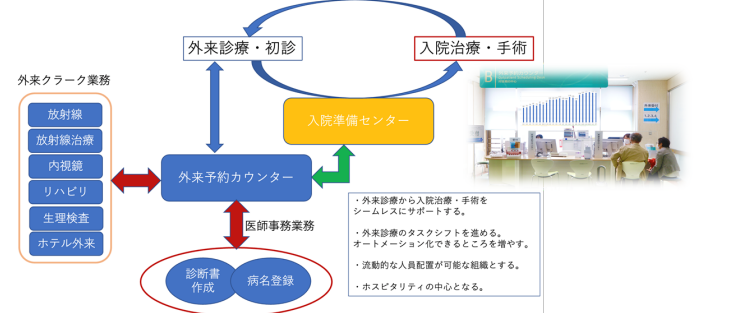 外来診療・初診
入院治療・手術
外来クラーク業務
放射線
放射線治療
内視鏡
リハビリ
生理検査
ホテル外来
入院準備センター
外来予約カウンター
医師事務業務
診断書
作成
病名登録
B
・外来診療から入院治療・手術を
シームレスにサポートする。
・外来診療のタスクシフトを進める。
オートメーション化できるところを増やす。
・流動的な人員配置が可能な組織とする。
・ホスピタリティの中心となる。